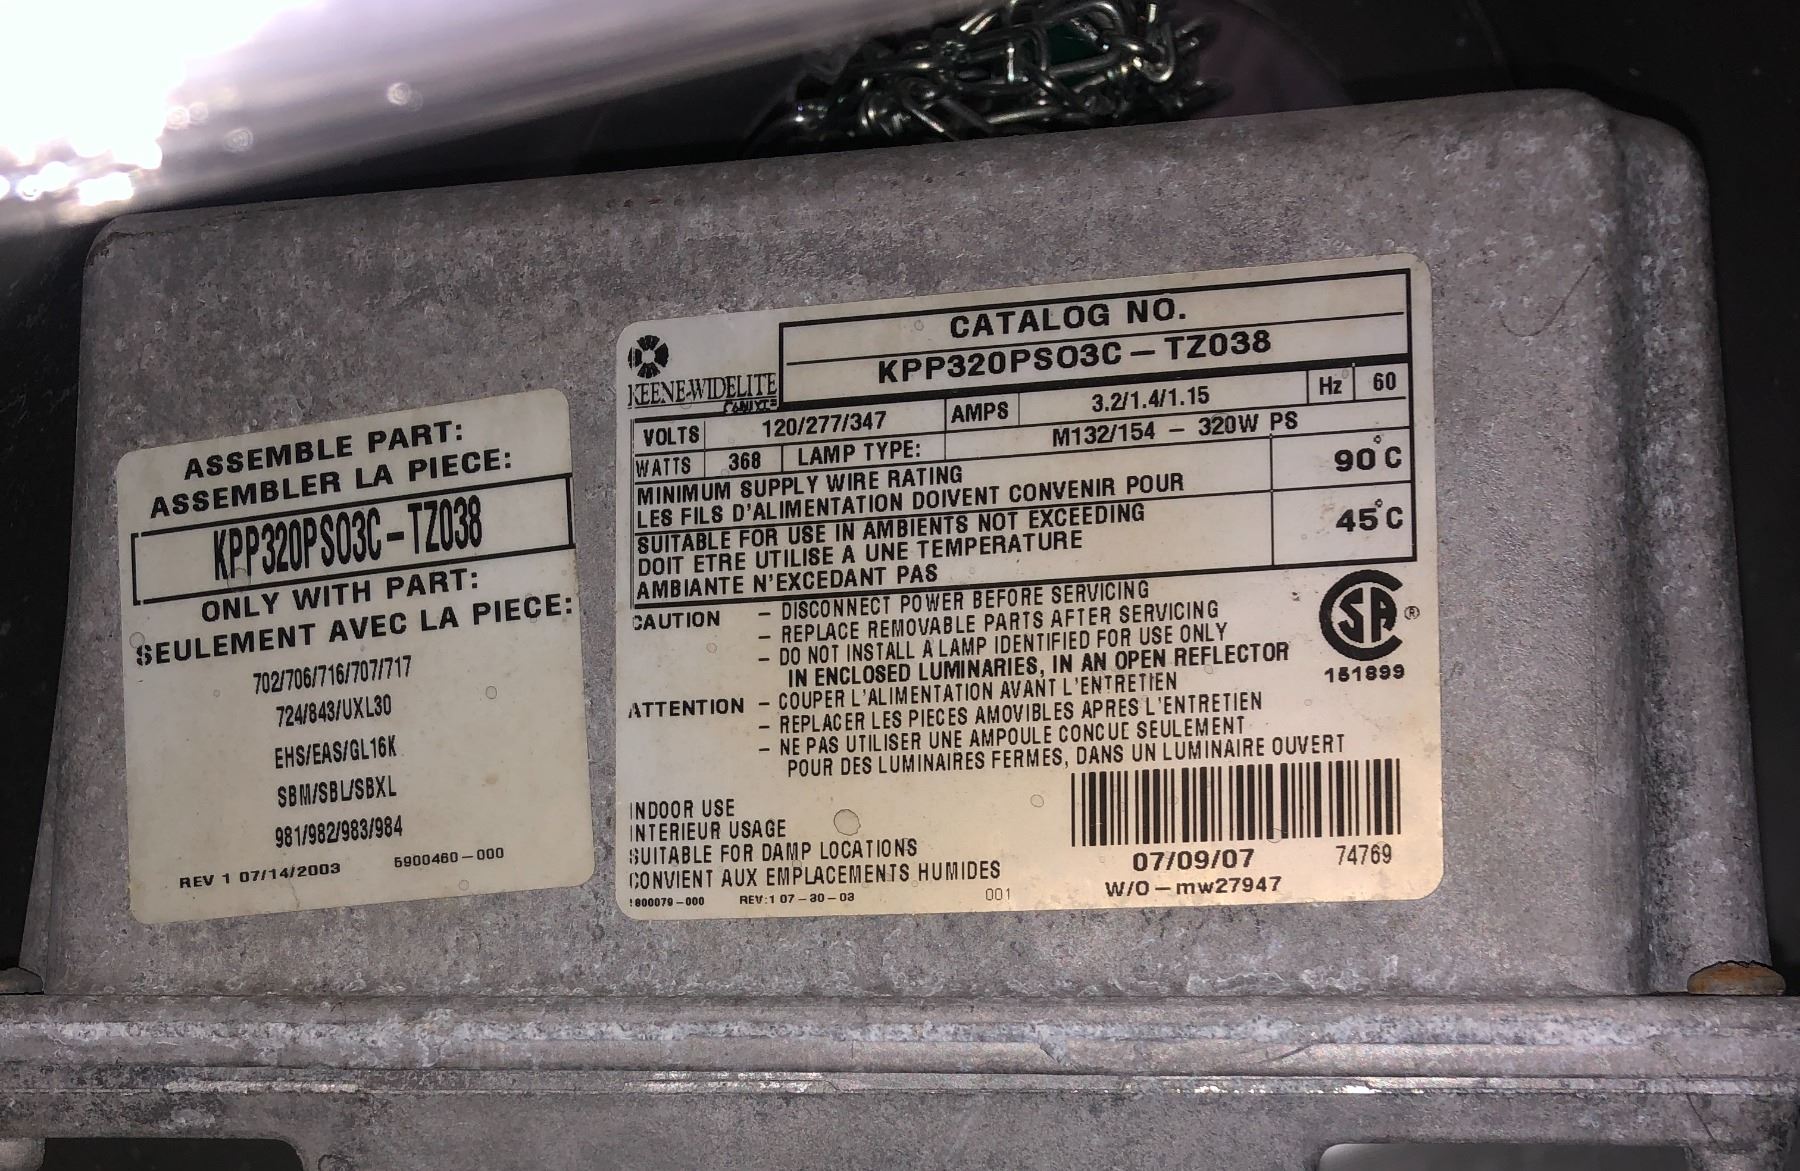 ASSEMBLE PART:
ASSEMBLER LA PIECE:
KPP320PSO3C-TZ038
ONLY WITH PART:
SEULEMENT AVEC LA PIECE:
702/706/716/707/717
724/843/UXL30
EHS/EAS/GL16K
SBM/SBL/SBXL
981/982/983/984
REV 1 07/14/2003 5900460-000
KEENE-WIDELITE
CANLYTE
CATALOG NO.
KPP320PSO3C-TZ038
VOLTS 120/277/347 AMPS 3.2/1.4/1.15 Hz 60
WATTS 368 LAMP TYPE: M132/154 - 320W PS
MINIMUM SUPPLY WIRE RATING
LES FILS D'ALIMENTATION DOIVENT CONVENIR POUR
90°C
SUITABLE FOR USE IN AMBIENTS NOT EXCEEDING
DOIT ETRE UTILISE A UNE TEMPERATURE
AMBIANTE N'EXCEDANT PAS
45°C
CAUTION - DISCONNECT POWER BEFORE SERVICING
- REPLACE REMOVABLE PARTS AFTER SERVICING
- DO NOT INSTALL A LAMP IDENTIFIED FOR USE ONLY
IN ENCLOSED LUMINARIES, IN AN OPEN REFLECTOR
ATTENTION - COUPER L'ALIMENTATION AVANT L'ENTRETIEN
- REPLACER LES PIECES AMOVIBLES APRES L'ENTRETIEN
- NE PAS UTILISER UNE AMPOULE CONCUE SEULEMENT
POUR DES LUMINAIRES FERMES, DANS UN LUMINAIRE OUVERT
SA ®
151899
INDOOR USE
INTERIEUR USAGE
SUITABLE FOR DAMP LOCATIONS
CONVIENT AUX EMPLACEMENTS HUMIDES
800079-000 REV:1 07-30-03 001
07/09/07 74769
W/O-mw27947